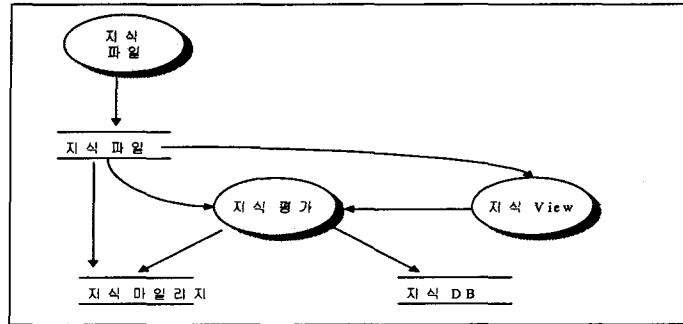 지 식
파 일
지 식 파 일
지 식 평 가
지 식 View
지 식 마 일 리 지
지 식 DB